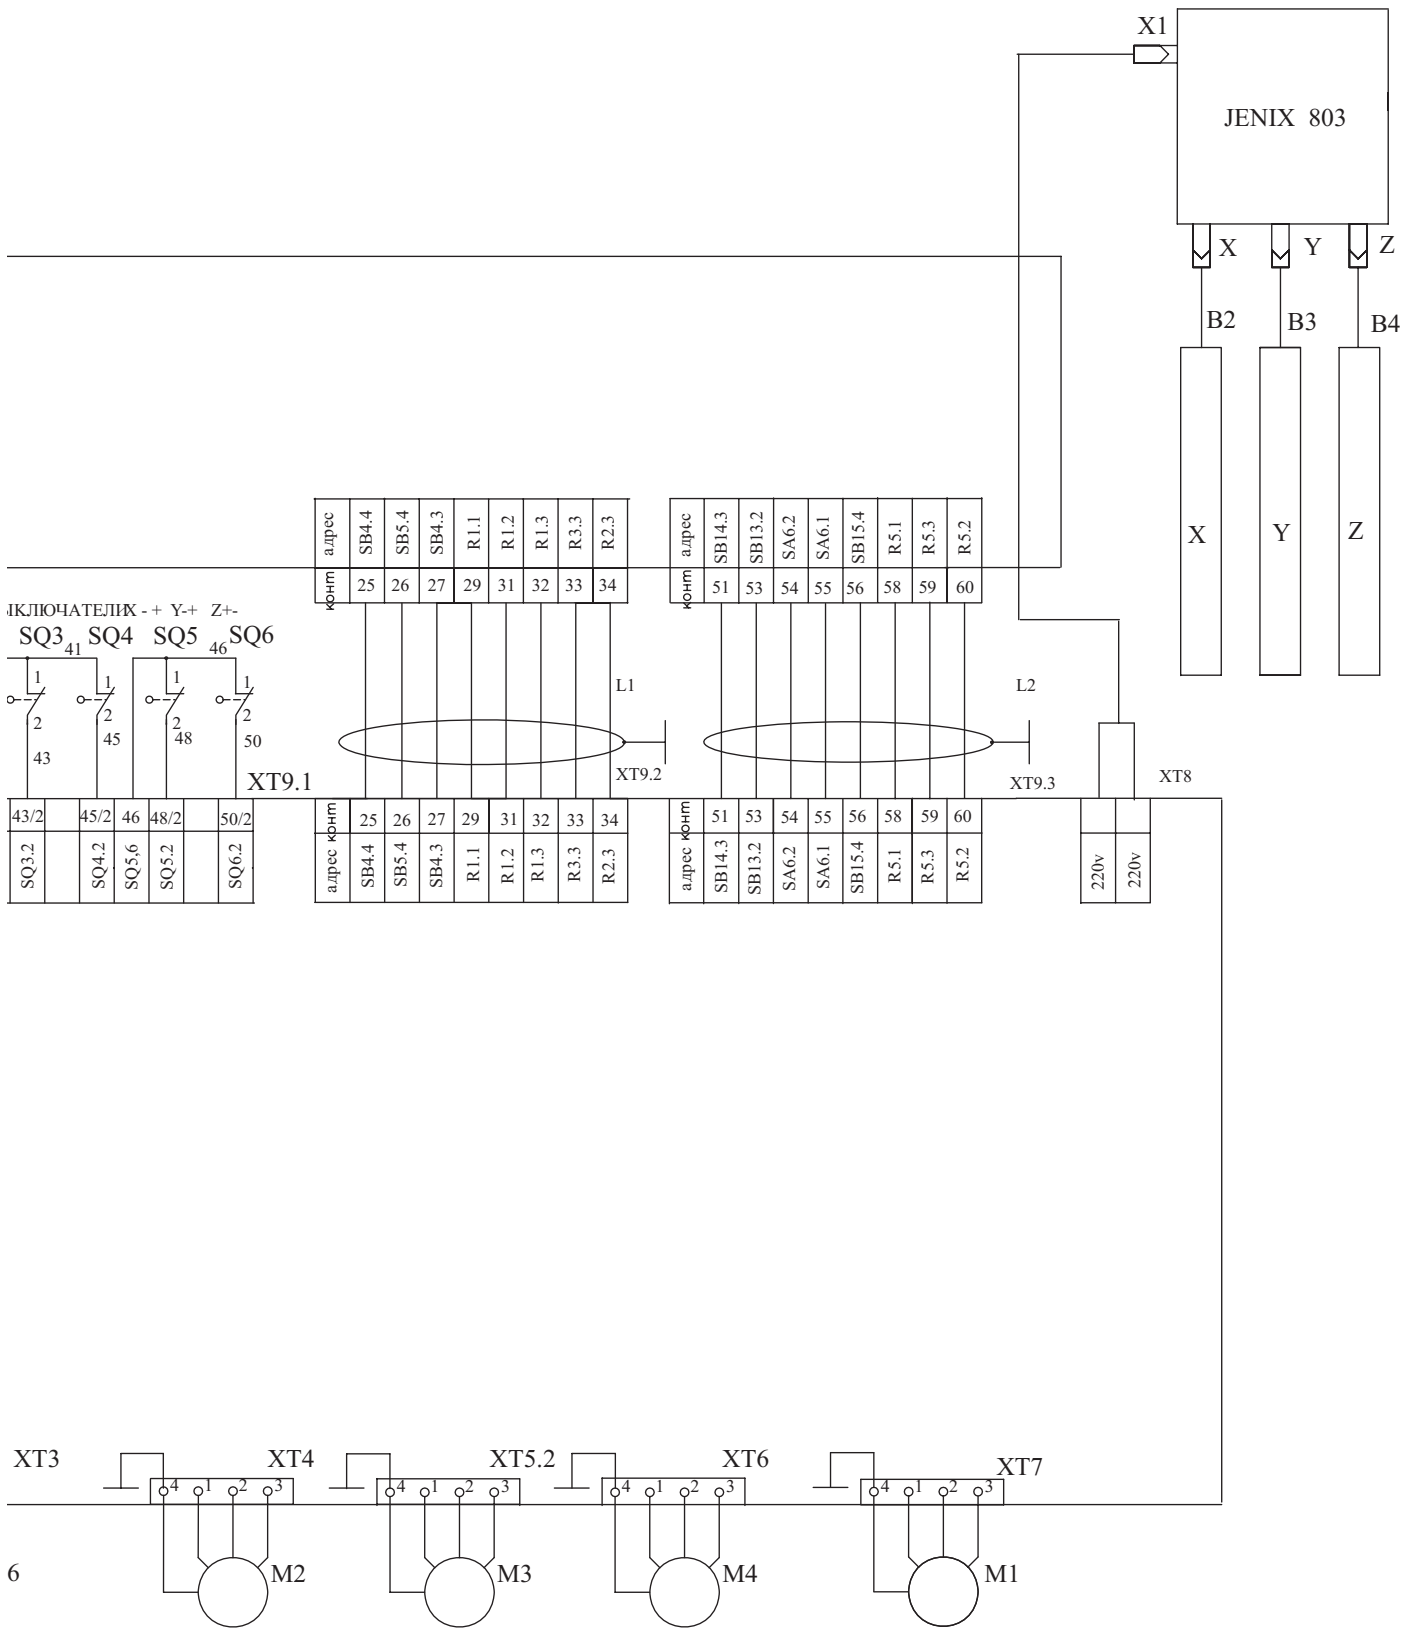 X1
JENIX 803
X Y Z
B2 B3 B4
X Y Z
адрес SB4.4 SB5.4 SB4.3 R1.1 R1.2 R1.3 R3.3 R2.3
конт 25 26 27 29 31 32 33 34
адрес SB14.3 SB13.2 SA6.2 SA6.1 SB15.4 R5.1 R5.3 R5.2
конт 51 53 54 55 56 58 59 60
ЫКЛЮЧАТЕЛИ X - + Y-+ Z+-
SQ3 41 SQ4 SQ5 46 SQ6
1 1 1 1
2 2 2 2
43 45 48 50
L1
L2
XT9.1
XT9.2
XT9.3
XT8
43/2 45/2 46 48/2 50/2
SQ3.2 SQ4.2 SQ5,6 SQ5.2 SQ6.2
конт 25 26 27 29 31 32 33 34
адрес SB4.4 SB5.4 SB4.3 R1.1 R1.2 R1.3 R3.3 R2.3
конт 51 53 54 55 56 58 59 60
адрес SB14.3 SB13.2 SA6.2 SA6.1 SB15.4 R5.1 R5.3 R5.2
220v 220v
XT3 XT4 XT5.2 XT6 XT7
4 1 2 3
4 1 2 3
4 1 2 3
4 1 2 3
6 M2 M3 M4 M1